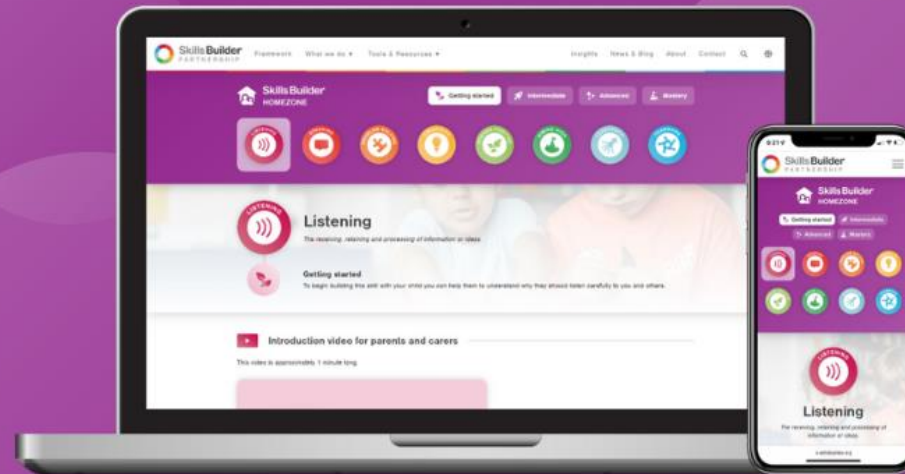 Skills Builder
PARTNERSHIP
Framework What we do Tools & Resources Insights News & Blog About Contact
Skills Builder
HOMEZONE
Getting started Intermediate Advanced Mastery
LISTENING
LISTENING
Listening
The receiving, retaining and processing of information or ideas
Getting started
To begin building this skill with your child you can help them to understand why they should listen carefully to you and others.
Introduction video for parents and carers
This video is approximately 1 minute long.
9:21
Skills Builder
PARTNERSHIP
Skills Builder
HOMEZONE
Getting started Intermediate
Advanced Mastery
LISTENING
Listening
The receiving, retaining and processing of
information or ideas